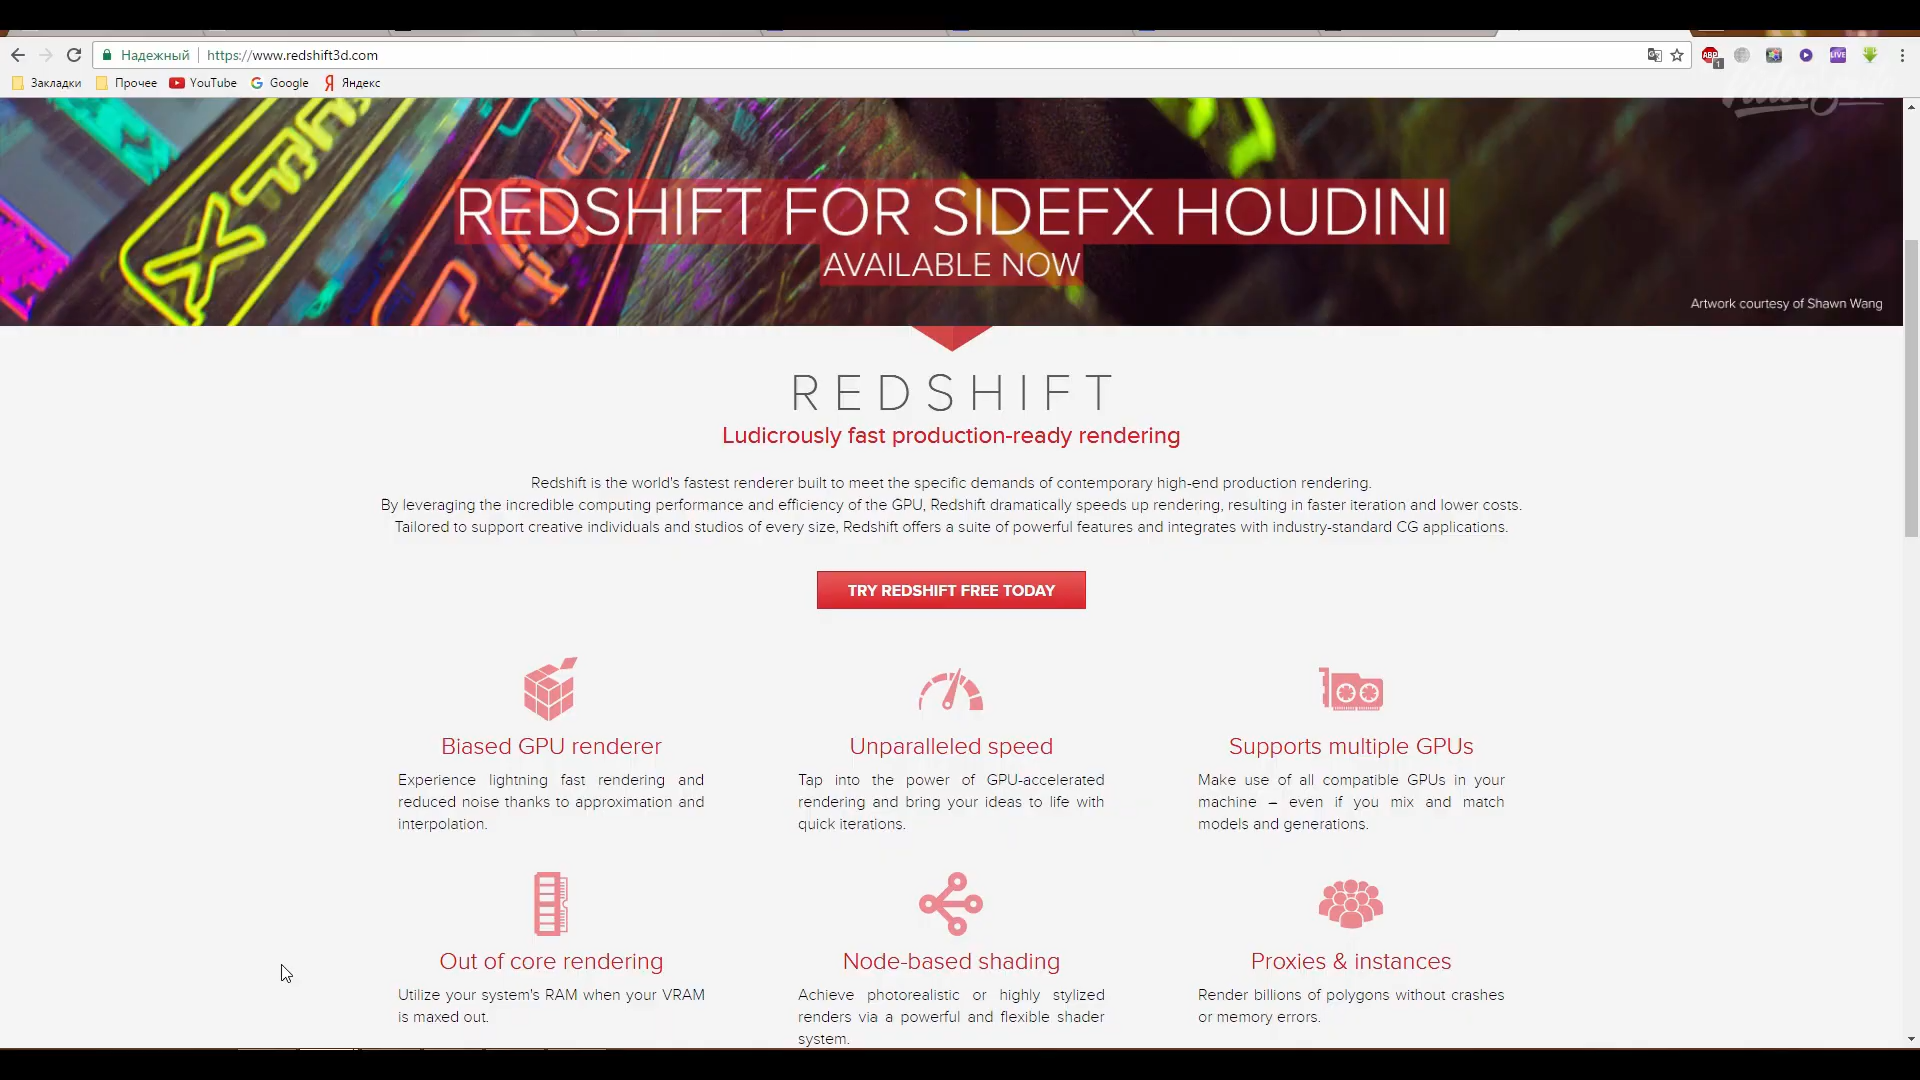 Надежный
https://www.redshift3d.com
ABP
1
LIVE
Закладки
Прочее
YouTube
Google
Яндекс
REDSHIFT FOR SIDEFX HOUDINI
AVAILABLE NOW
Artwork courtesy of Shawn Wang
REDSHIFT
Ludicrously fast production-ready rendering
Redshift is the world's fastest renderer built to meet the specific demands of contemporary high-end production rendering.
By leveraging the incredible computing performance and efficiency of the GPU, Redshift dramatically speeds up rendering, resulting in faster iteration and lower costs.
Tailored to support creative individuals and studios of every size, Redshift offers a suite of powerful features and integrates with industry-standard CG applications.
TRY REDSHIFT FREE TODAY
Biased GPU renderer
Experience lightning fast rendering and
reduced noise thanks to approximation and
interpolation.
Unparalleled speed
Tap into the power of GPU-accelerated
rendering and bring your ideas to life with
quick iterations.
Supports multiple GPUs
Make use of all compatible GPUs in your
machine – even if you mix and match
models and generations.
Out of core rendering
Utilize your system's RAM when your VRAM
is maxed out.
Node-based shading
Achieve photorealistic or highly stylized
renders via a powerful and flexible shader
system.
Proxies & instances
Render billions of polygons without crashes
or memory errors.